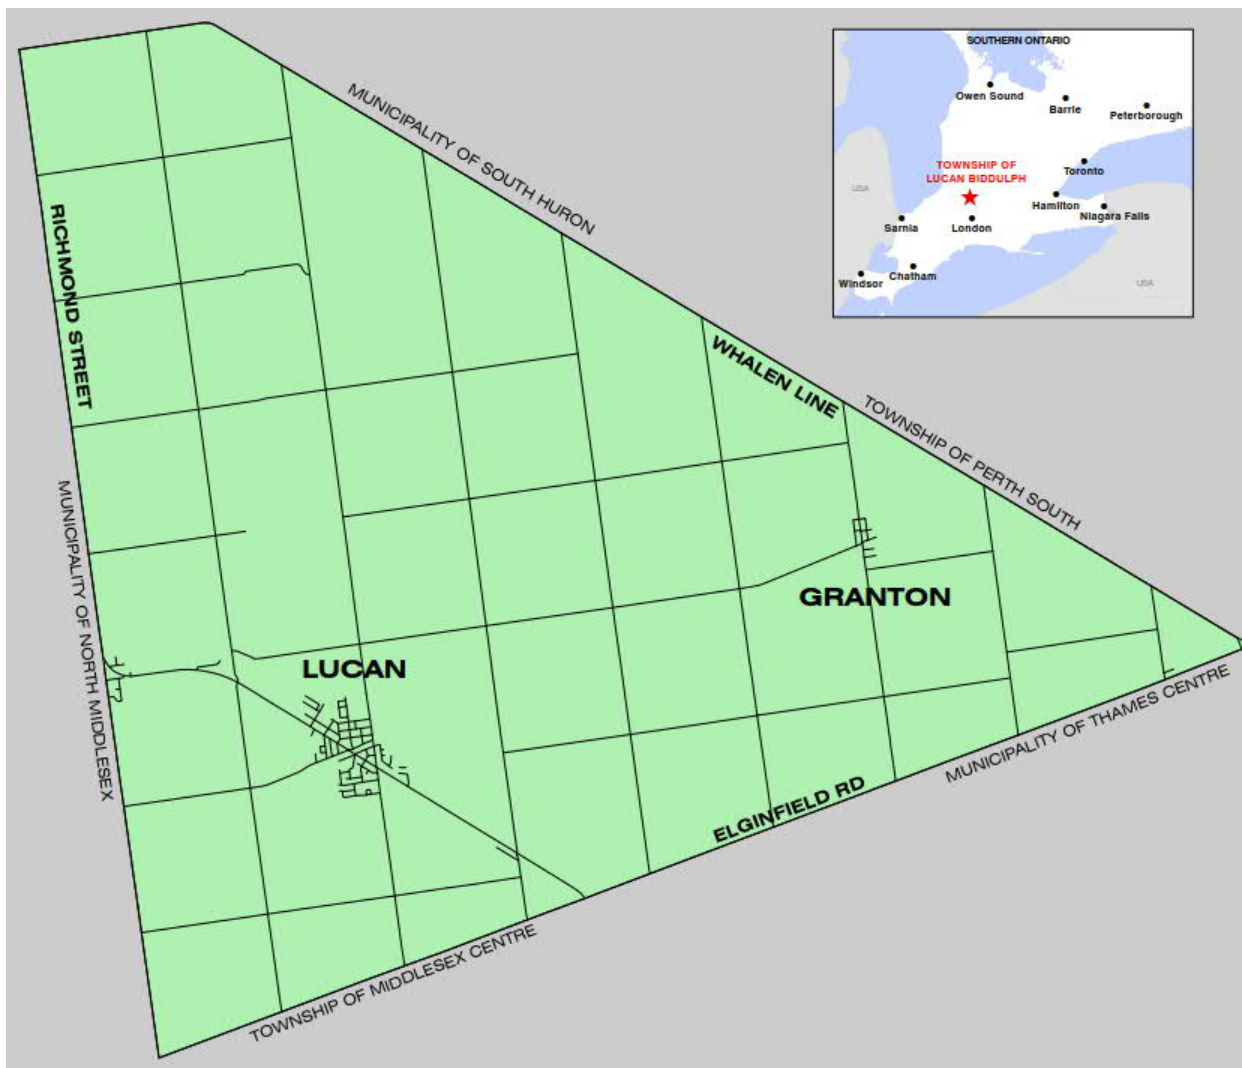 MUNICIPALITY OF SOUTH HURON
RICHMOND STREET
WHALEN LINE
TOWNSHIP OF PERTH SOUTH
MUNICIPALITY OF NORTH MIDDLESEX
GRANTON
LUCAN
ELGINFIELD RD
MUNICIPALITY OF THAMES CENTRE
TOWNSHIP OF MIDDLESEX CENTRE
SOUTHERN ONTARIO
Owen Sound
Barrie
Peterborough
TOWNSHIP OF
LUCAN BIDDULPH
Toronto
USA
Hamilton
Niagara Falls
Sarnia
London
Windsor
Chatham
USA